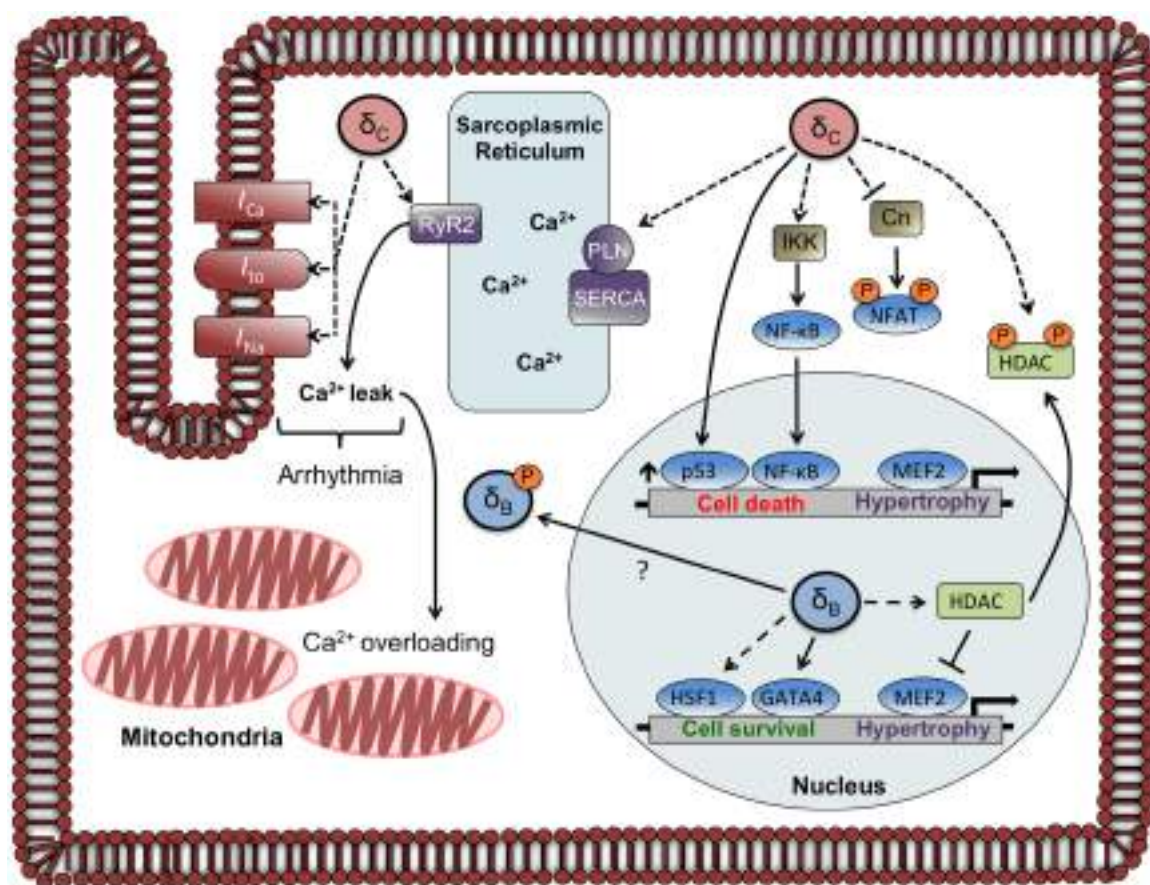 δC
Sarcoplasmic
Reticulum
δC
ICa
RyR2
Ca²⁺
PLN
IKK
Cn
Ito
Ca²⁺
SERCA
P P
NFAT
INa
NF-κB
P P
HDAC
Ca²⁺
Ca²⁺ leak
Arrhythmia
p53
NF-κB
MEF2
Cell death
Hypertrophy
P
δB
?
δB
HDAC
Ca²⁺ overloading
HSF1
GATA4
MEF2
Cell survival
Hypertrophy
Mitochondria
Nucleus